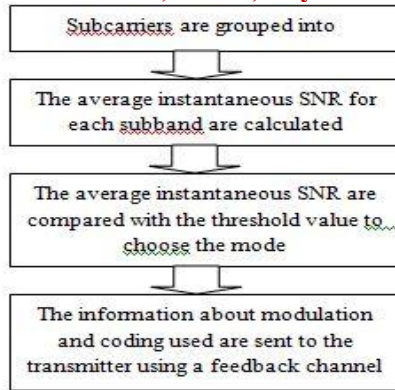 Subcarriers are grouped into
The average instantaneous SNR for
each subband are calculated
The average instantaneous SNR are
compared with the threshold value to
choose the mode
The information about modulation
and coding used are sent to the
transmitter using a feedback channel